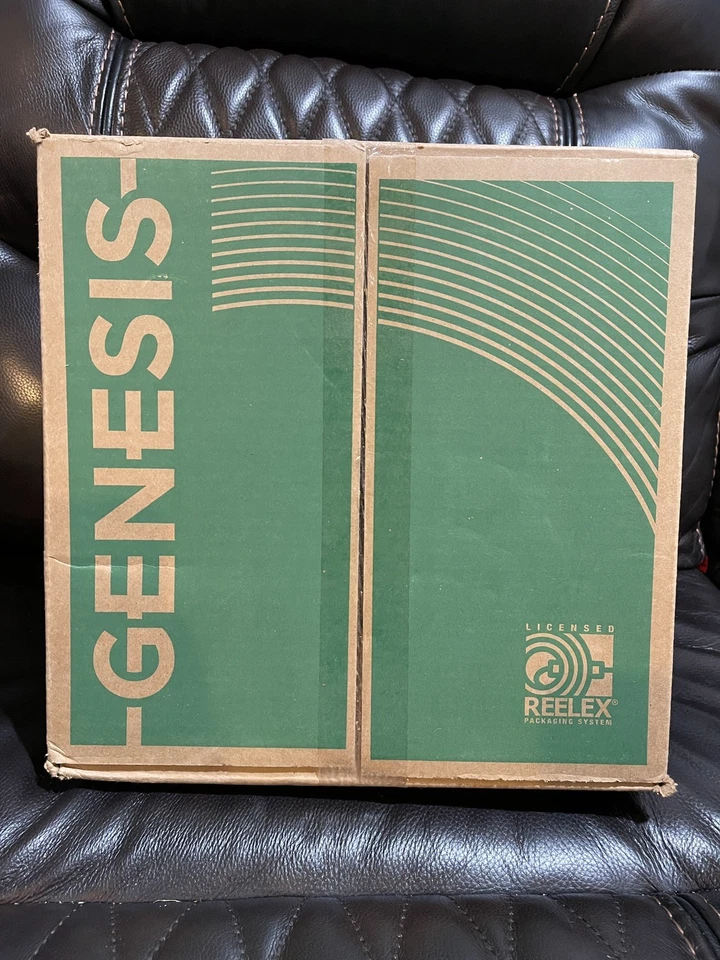 GENESIS
LICENSED
REELEX®
PACKAGING SYSTEM